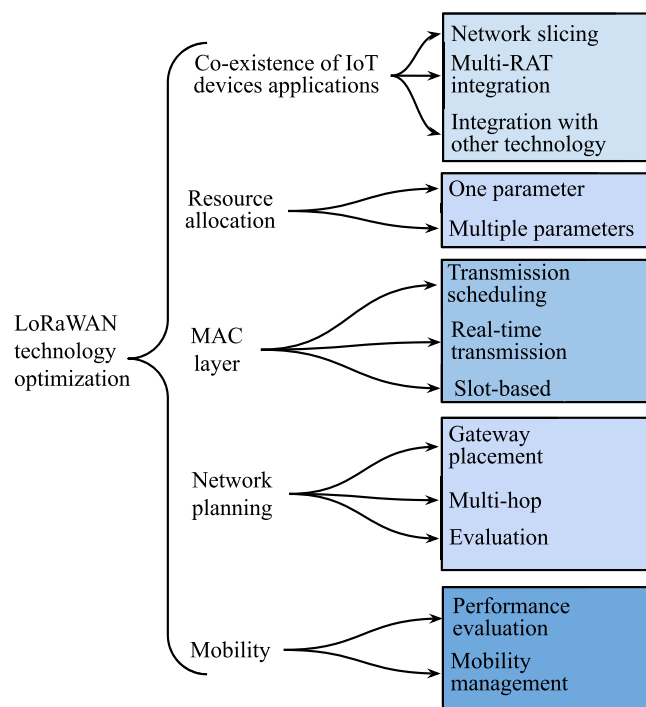 LoRaWAN
technology
optimization
Co-existence of IoT
devices applications
Network slicing
Multi-RAT
integration
Integration with
other technology
Resource
allocation
One parameter
Multiple parameters
MAC
layer
Transmission
scheduling
Real-time
transmission
Slot-based
Network
planning
Gateway
placement
Multi-hop
Evaluation
Mobility
Performance
evaluation
Mobility
management